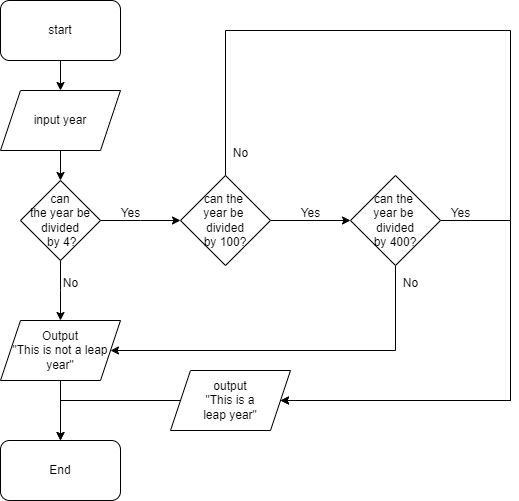 start
input year
can
the year be
divided
by 4?
Yes
No
can the
year be
divided
by 100?
No
Yes
can the
year be
divided
by 400?
Yes
No
Output
"This is not a leap
year"
output
"This is a
leap year"
End